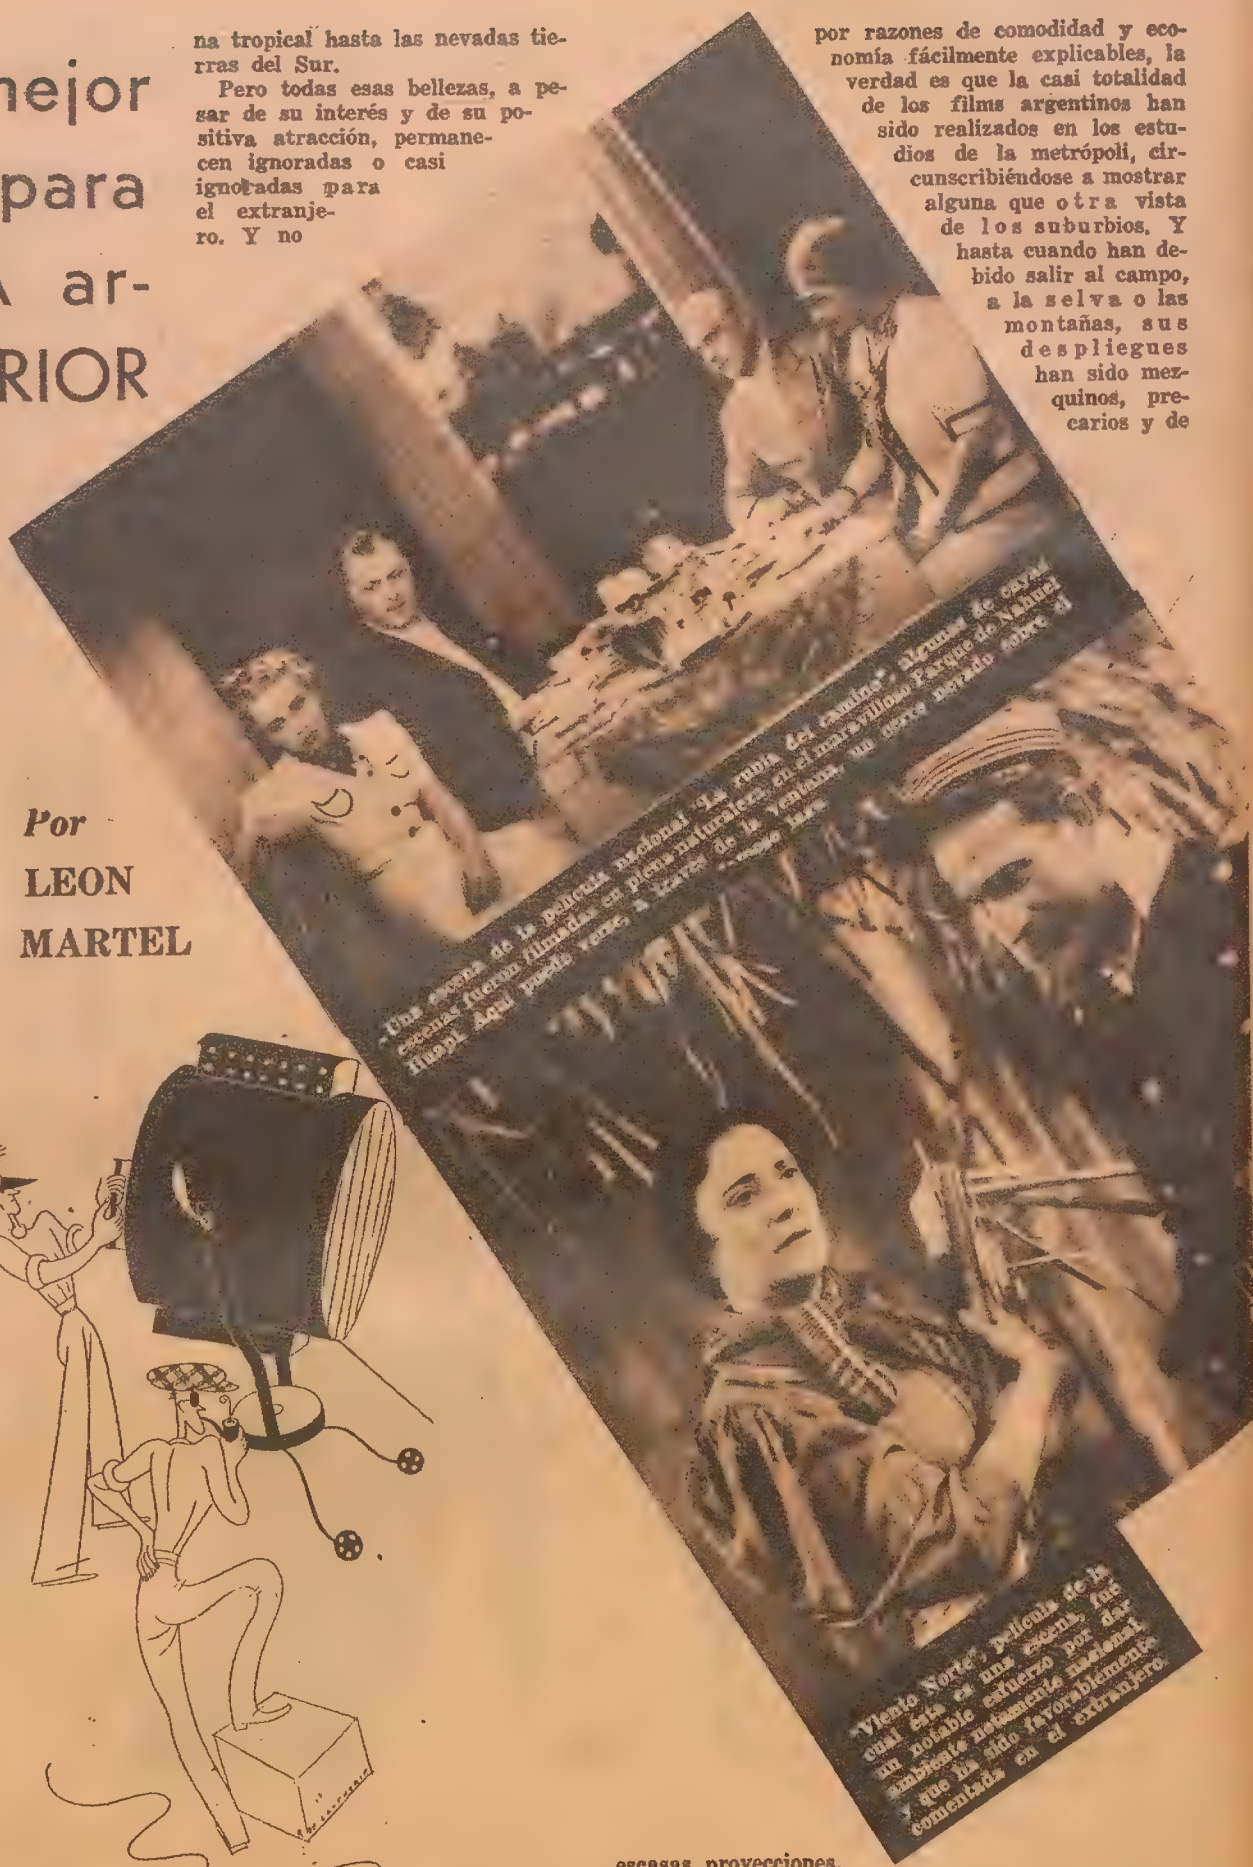 nejor
para
A ar-
RIOR
na tropical hasta las nevadas tie-
rras del Sur.
Pero todas esas bellezas, a pe-
sar de su interés y de su po-
sitiva atracción, permane-
cen ignoradas o casi
ignoradas para
el extranje-
ro. Y no
por razones de comodidad y eco-
nomía fácilmente explicables, la
verdad es que la casi totalidad
de los films argentinos han
sido realizados en los estu-
dios de la metrópoli, cir-
cunscribiéndose a mostrar
alguna que otra vista
de los suburbios. Y
hasta cuando han de-
bido salir al campo,
a la selva o las
montañas, sus
despliegues
han sido mez-
quinos, pre-
carios y de
Por
LEON
MARTEL
Una escena de la película nacional "La rubia del camino", algunas de cuyas
escenas fueron filmadas en plena naturaleza en el maravilloso Parque de Nahuel
Huapi. Aquí puede verse, a través de la ventana, un cerro nevado sobre el
"Viento Norte", película de la
cual ésta es una escena, fué
un notable esfuerzo por dar
ambiente netamente nacional
y que ha sido favorablemente
comentada en el extranjero.
escasas proyecciones.